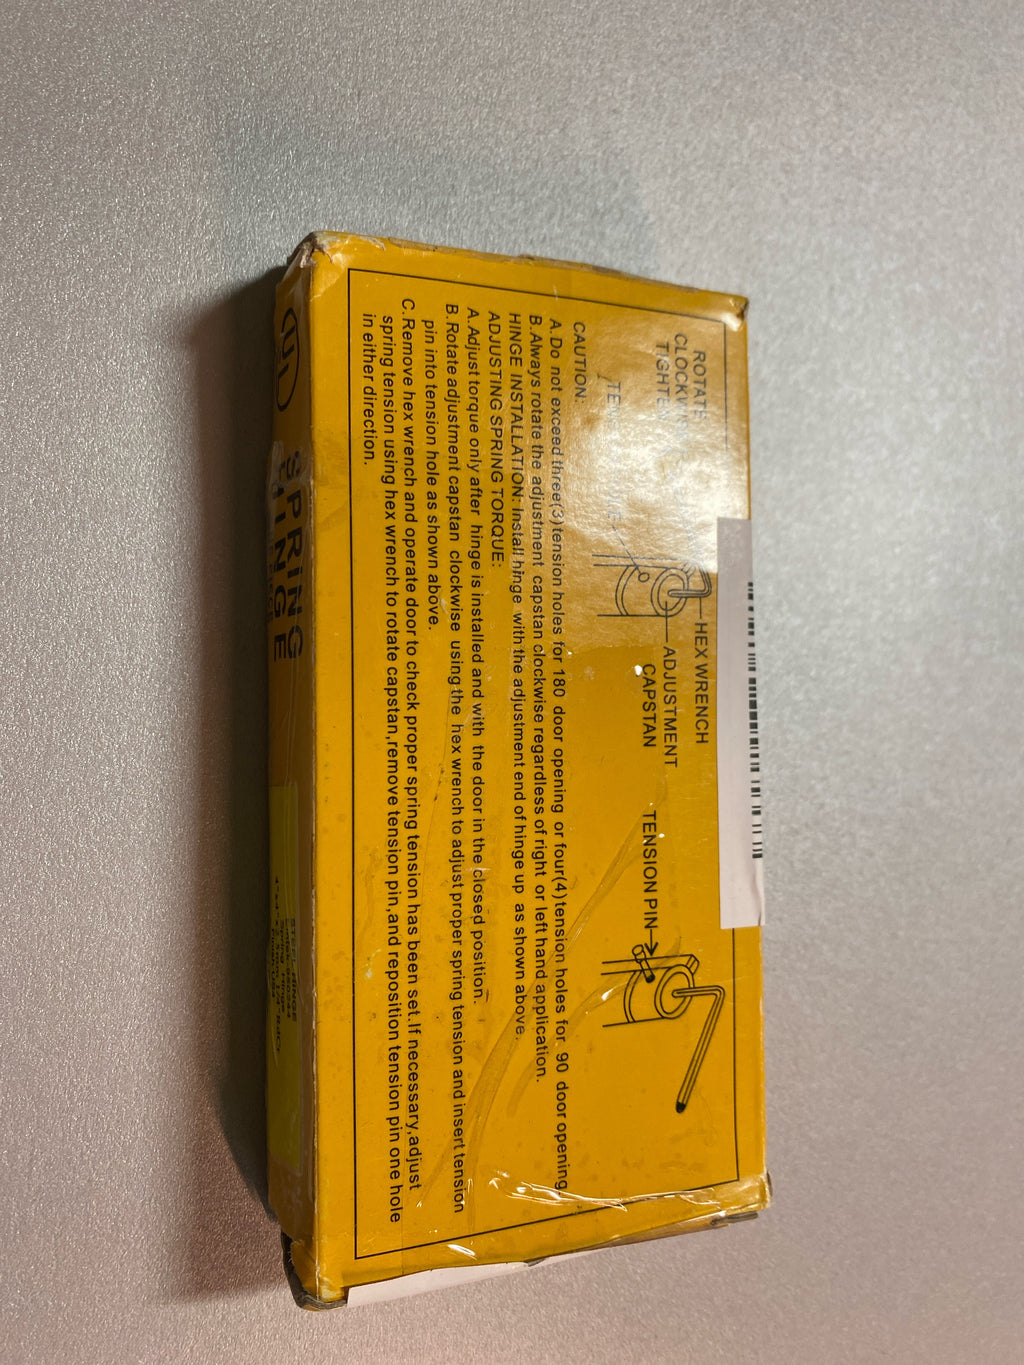 ROTATE
CLOCKWISE
TIGHTEN
HEX WRENCH
ADJUSTMENT
CAPSTAN
TENSION PIN
CAUTION:
A.Do not exceed three(3)tension holes for 180 door opening or four(4)tension holes for 90 door opening
B.Always rotate the adjustment capstan clockwise regardless of right or left hand application.
HINGE INSTALLATION: Install hinge with the adjustment end of hinge up as shown above.
ADJUSTING SPRING TORQUE:
A.Adjust torque only after hinge is installed and with the door in the closed position.
B.Rotate adjustment capstan clockwise using the hex wrench to adjust proper spring tension and insert tension
pin into tension hole as shown above.
C.Remove hex wrench and operate door to check proper spring tension has been set.If necessary,adjust
spring tension using hex wrench to rotate capstan,remove tension pin,and reposition tension pin one hole
in either direction.
UL
SPRiNG
HINGE
STEEL HINGE
Spring Hinge